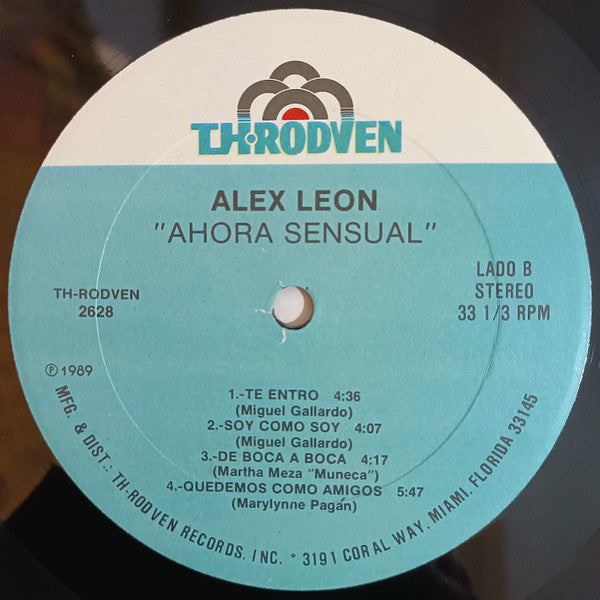 TH-RODVEN
ALEX LEON
"AHORA SENSUAL"
TH-RODVEN
2628
LADO B
STEREO
33 1/3 RPM
Ⓟ 1989
1.-TE ENTRO 4:36
(Miguel Gallardo)
2.-SOY COMO SOY 4:07
(Miguel Gallardo)
3.-DE BOCA A BOCA 4:17
(Martha Meza "Muneca")
4.-QUEDEMOS COMO AMIGOS 5:47
(Marylynne Pagán)
MFG. & DIST.: TH-RODVEN RECORDS, INC. * 3191 CORAL WAY, MIAMI, FLORIDA 33145